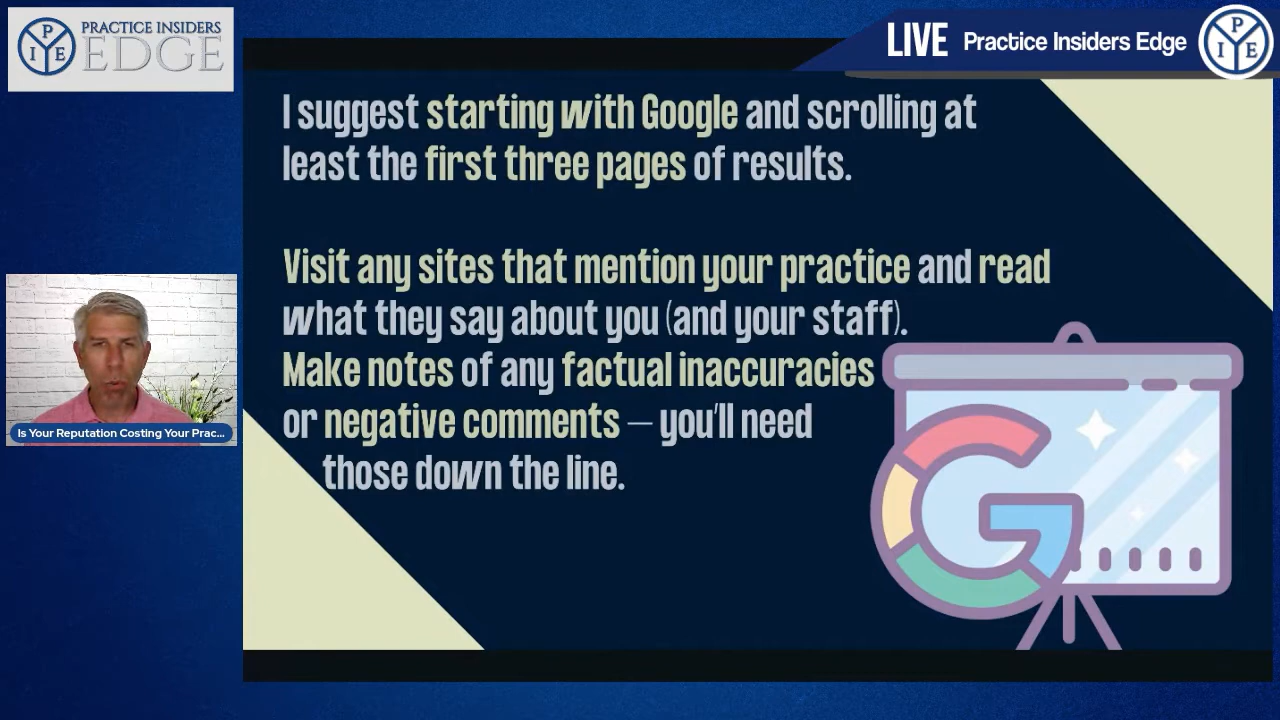 PRACTICE INSIDERS
EDGE
P
I E
LIVE Practice Insiders Edge
P
I E
I suggest starting with Google and scrolling at
least the first three pages of results.
Visit any sites that mention your practice and read
what they say about you (and your staff).
Make notes of any factual inaccuracies
or negative comments — you'll need
those down the line.
Is Your Reputation Costing Your Prac...
G